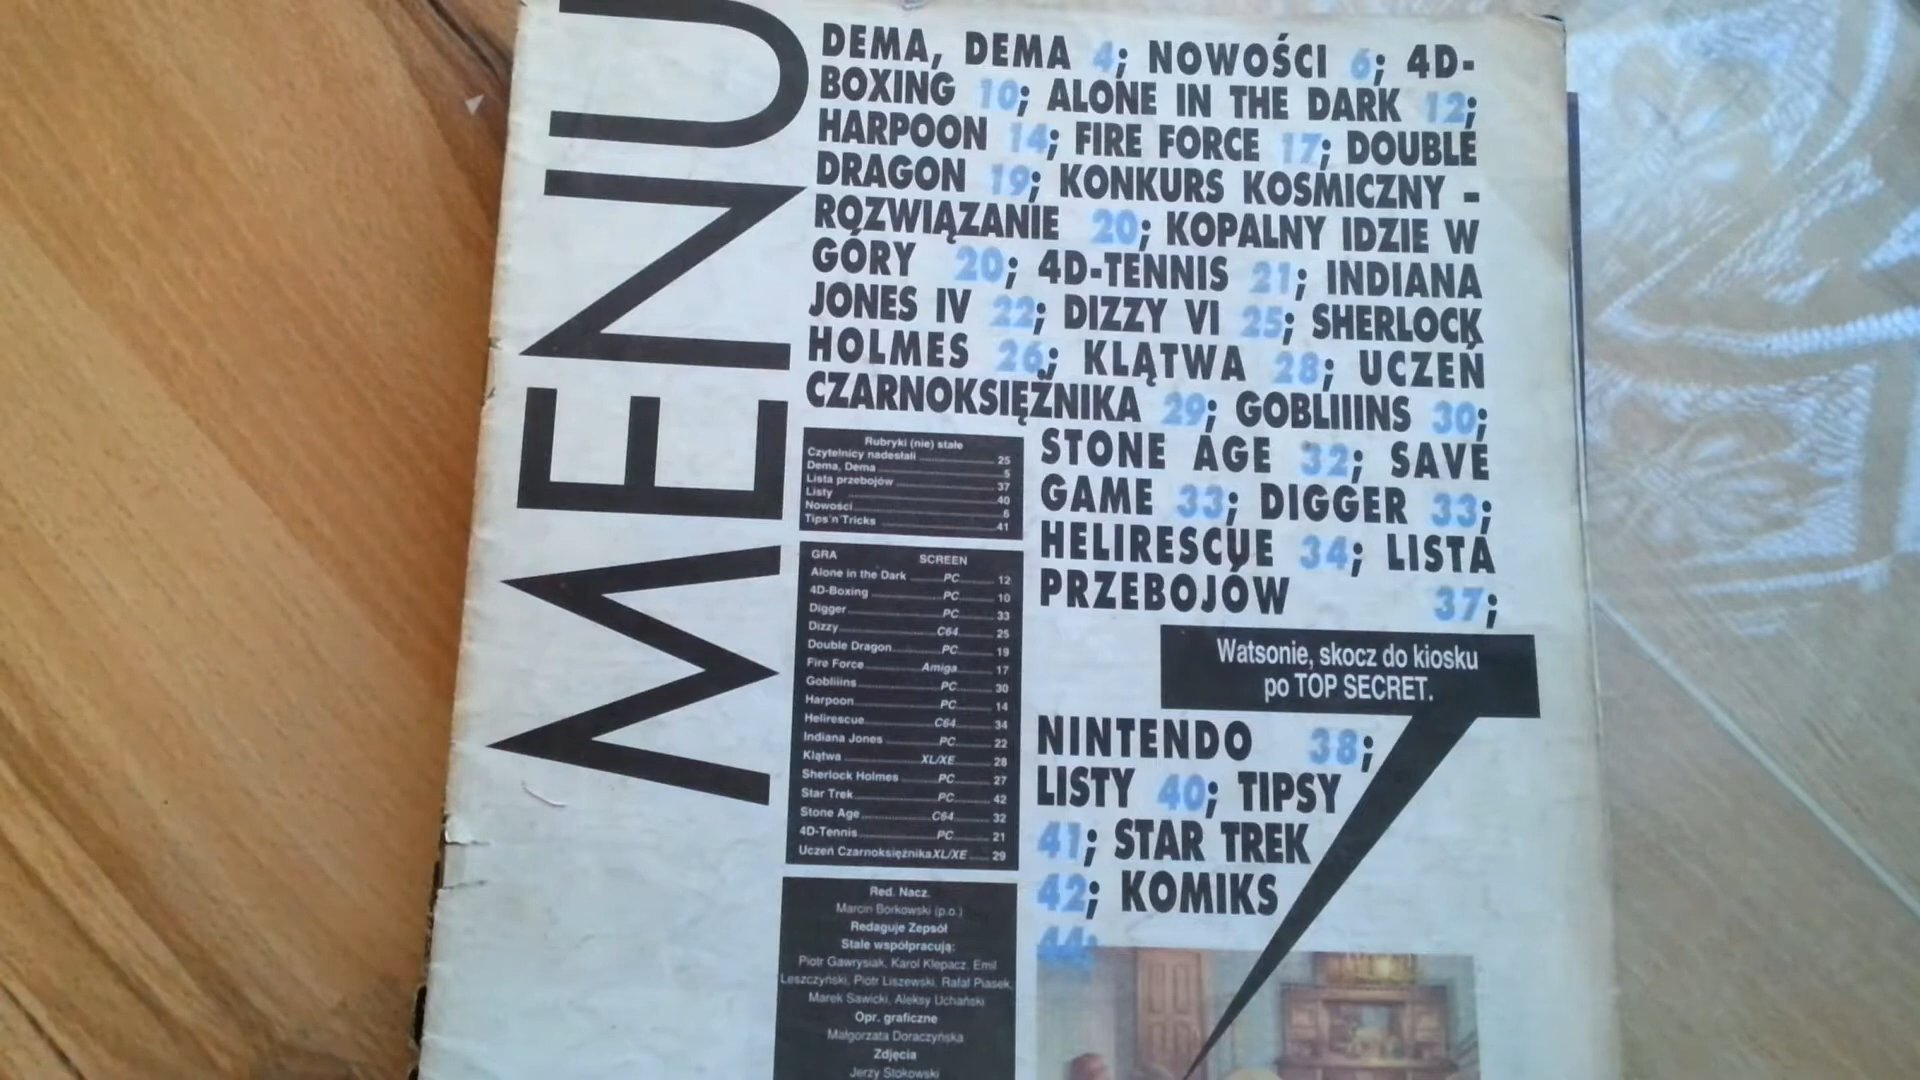 MENU
DEMA, DEMA 4; NOWOŚCI 6; 4D-
BOXING 10; ALONE IN THE DARK 12;
HARPOON 14; FIRE FORCE 17; DOUBLE
DRAGON 19; KONKURS KOSMICZNY -
ROZWIĄZANIE 20; KOPALNY IDZIE W
GÓRY 20; 4D-TENNIS 21; INDIANA
JONES IV 22; DIZZY VI 25; SHERLOCK
HOLMES 26; KLĄTWA 28; UCZEŃ
CZARNOKSIĘŻNIKA 29; GOBLIIINS 30;
STONE AGE 32; SAVE
GAME 33; DIGGER 33;
HELIRESCUE 34; LISTA
PRZEBOJÓW 37;
Watsonie, skocz do kiosku
po TOP SECRET.
NINTENDO 38;
LISTY 40; TIPSY
41; STAR TREK
42; KOMIKS
44;
Rubryki (nie) stałe
Czytelnicy nadesłali 25
Dema, Dema 5
Lista przebojów 37
Listy 40
Nowości 6
Tips'n'Tricks 41
GRA SCREEN
Alone in the Dark PC 12
4D-Boxing PC 10
Digger PC 33
Dizzy C64 25
Double Dragon PC 19
Fire Force Amiga 17
Gobliiins PC 30
Harpoon PC 14
Helirescue C64 34
Indiana Jones PC 22
Klątwa XL/XE 28
Sherlock Holmes PC 27
Star Trek PC 42
Stone Age C64 32
4D-Tennis PC 21
Uczeń Czarnoksiężnika XL/XE 29
Red. Nacz.
Marcin Borkowski (p.o.)
Redaguje Zepsół
Stale współpracują:
Piotr Gawrysiak, Karol Klepacz, Emil
Leszczyński, Piotr Liszewski, Rafał Piasek,
Marek Sawicki, Aleksy Uchański
Opr. graficzne
Małgorzata Doraczyńska
Zdjęcia
Jerzy Stokowski